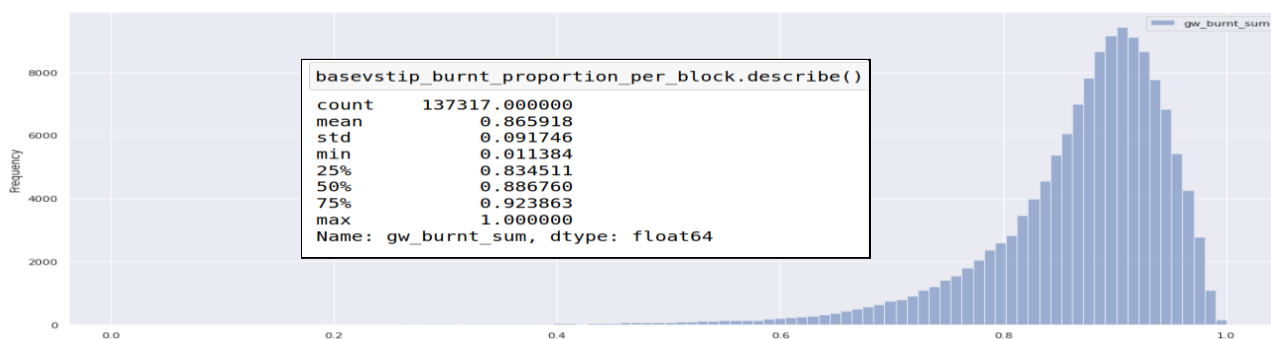 gw_burnt_sum
8000
6000
4000
2000
0
Frequency
basevstip_burnt_proportion_per_block.describe()
count 137317.000000
mean 0.865918
std 0.091746
min 0.011384
25% 0.834511
50% 0.886760
75% 0.923863
max 1.000000
Name: gw_burnt_sum, dtype: float64
0.0 0.2 0.4 0.6 0.8 1.0